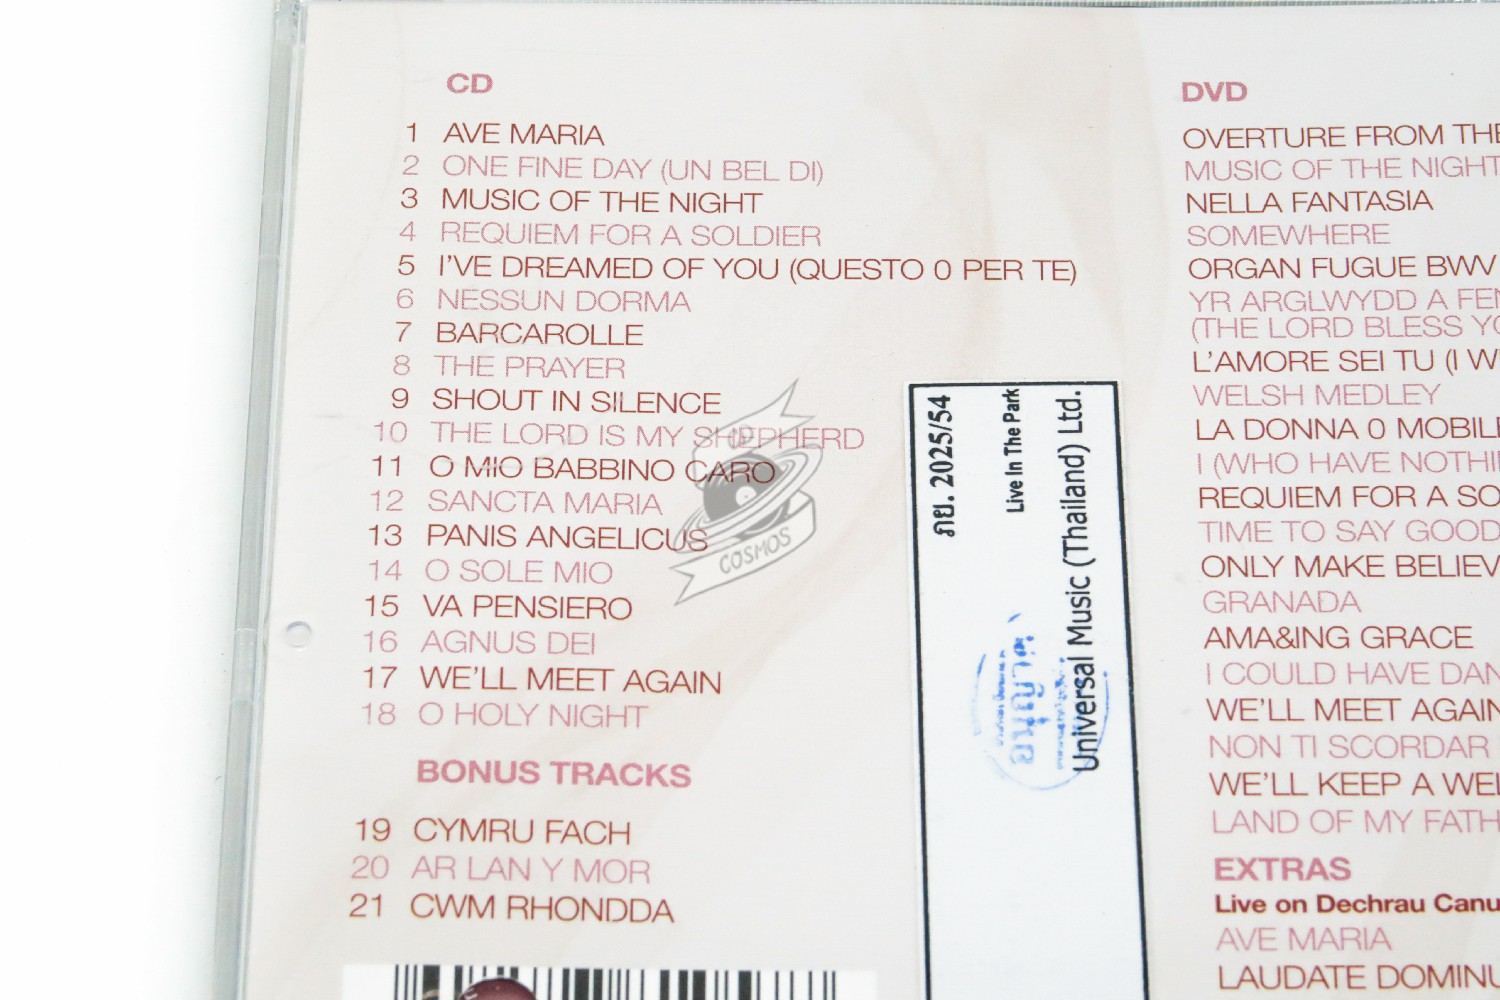 CD
1 AVE MARIA
2 ONE FINE DAY (UN BEL DI)
3 MUSIC OF THE NIGHT
4 REQUIEM FOR A SOLDIER
5 I'VE DREAMED OF YOU (QUESTO 0 PER TE)
6 NESSUN DORMA
7 BARCAROLLE
8 THE PRAYER
9 SHOUT IN SILENCE
10 THE LORD IS MY SHEPHERD
11 O MIO BABBINO CARO
12 SANCTA MARIA
13 PANIS ANGELICUS
14 O SOLE MIO
15 VA PENSIERO
16 AGNUS DEI
17 WE'LL MEET AGAIN
18 O HOLY NIGHT
BONUS TRACKS
19 CYMRU FACH
20 AR LAN Y MOR
21 CWM RHONDDA
CD
COSMOS
ภย. 2025/54
Live In The Park
Universal Music (Thailand) Ltd.
DVD
OVERTURE FROM THE
MUSIC OF THE NIGHT
NELLA FANTASIA
SOMEWHERE
ORGAN FUGUE BWV
YR ARGLWYDD A FEN
(THE LORD BLESS YO
L'AMORE SEI TU (I W
WELSH MEDLEY
LA DONNA 0 MOBILE
I (WHO HAVE NOTHI
REQUIEM FOR A SO
TIME TO SAY GOOD
ONLY MAKE BELIEV
GRANADA
AMA&ING GRACE
I COULD HAVE DAN
WE'LL MEET AGAIN
NON TI SCORDAR
WE'LL KEEP A WEL
LAND OF MY FATH
EXTRAS
Live on Dechrau Canu
AVE MARIA
LAUDATE DOMINU